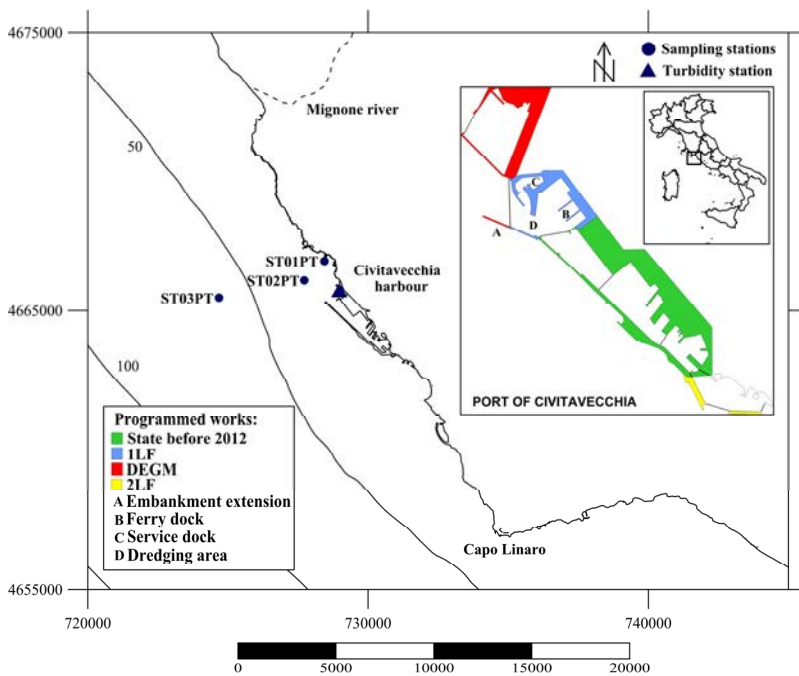 4675000
Sampling stations
Turbidity station
Mignone river
50
C
B
D
A
ST01PT
ST02PT
Civitavecchia
harbour
ST03PT
4665000
100
PORT OF CIVITAVECCHIA
Programmed works:
State before 2012
1LF
DEGM
2LF
A Embankment extension
B Ferry dock
C Service dock
D Dredging area
Capo Linaro
4655000
720000 730000 740000
0 5000 10000 15000 20000